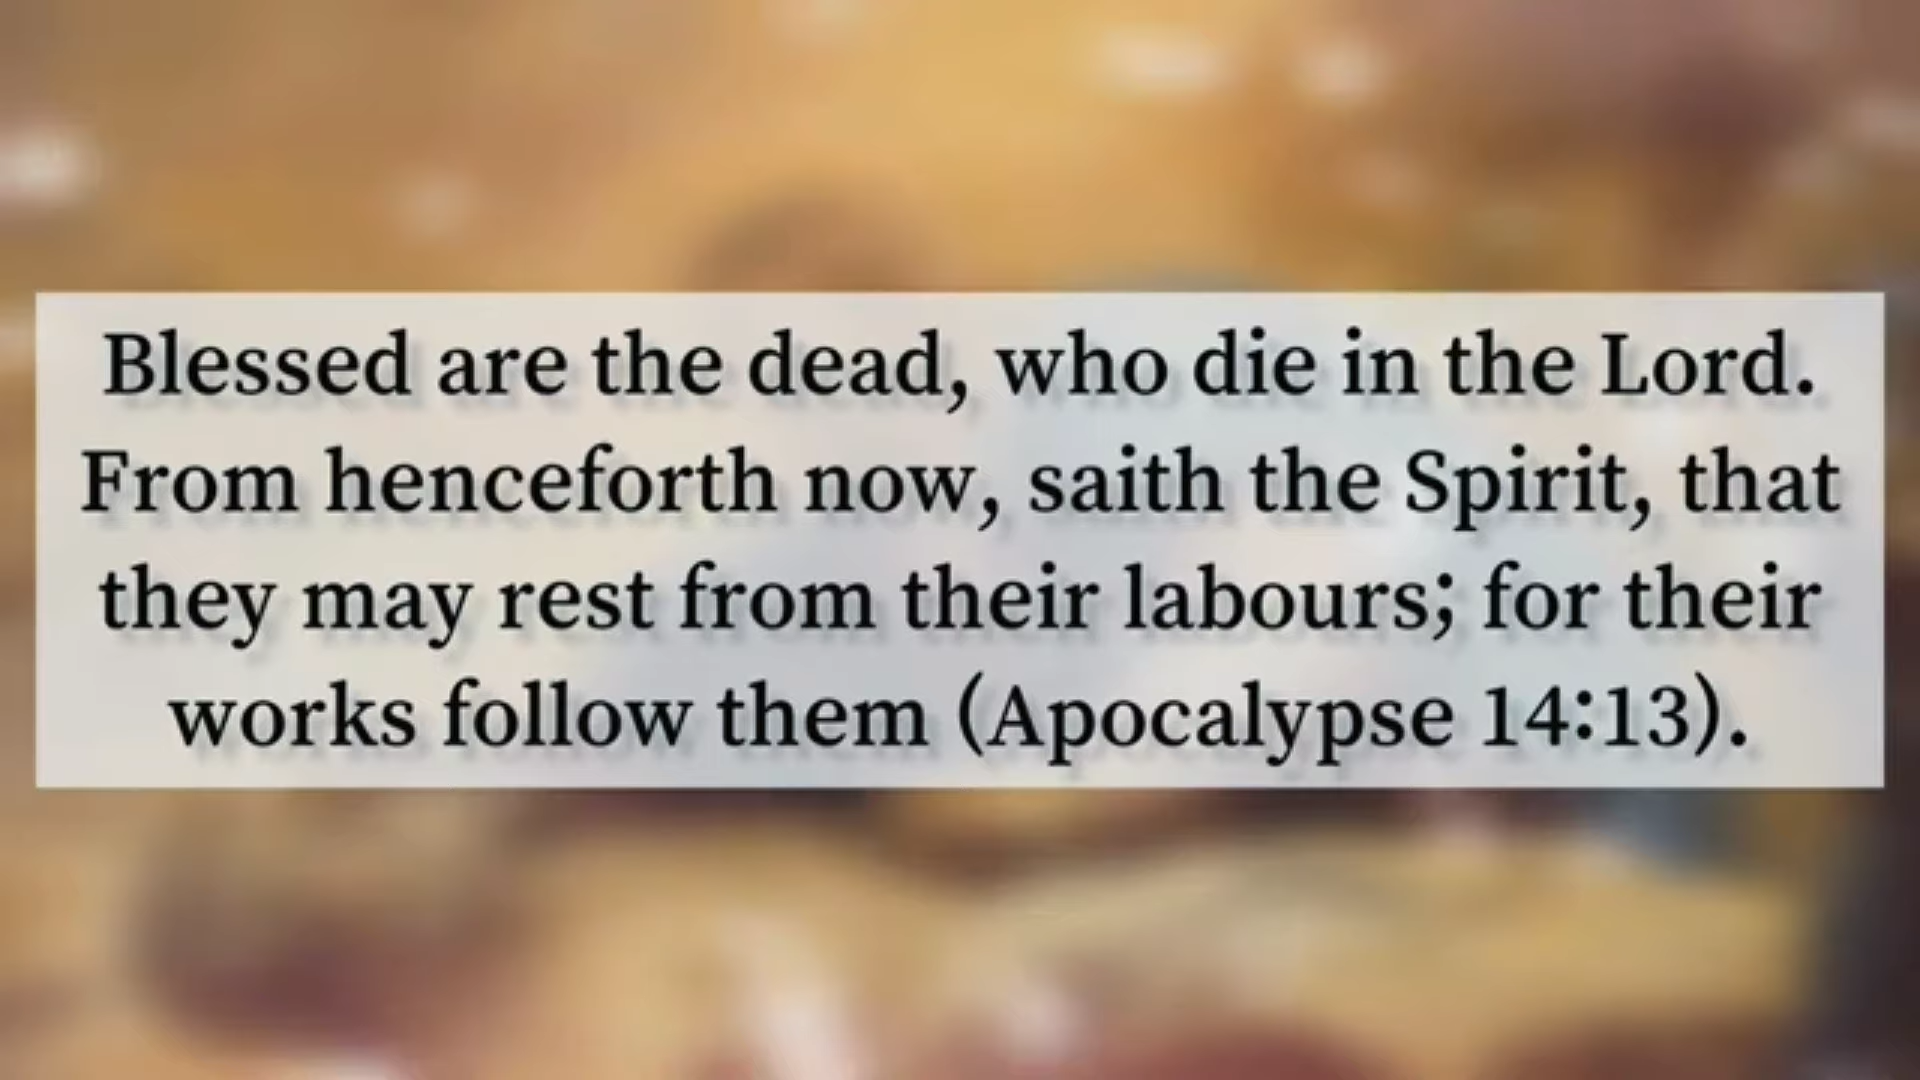 Blessed are the dead, who die in the Lord.
From henceforth now, saith the Spirit, that
they may rest from their labours; for their
works follow them (Apocalypse 14:13).